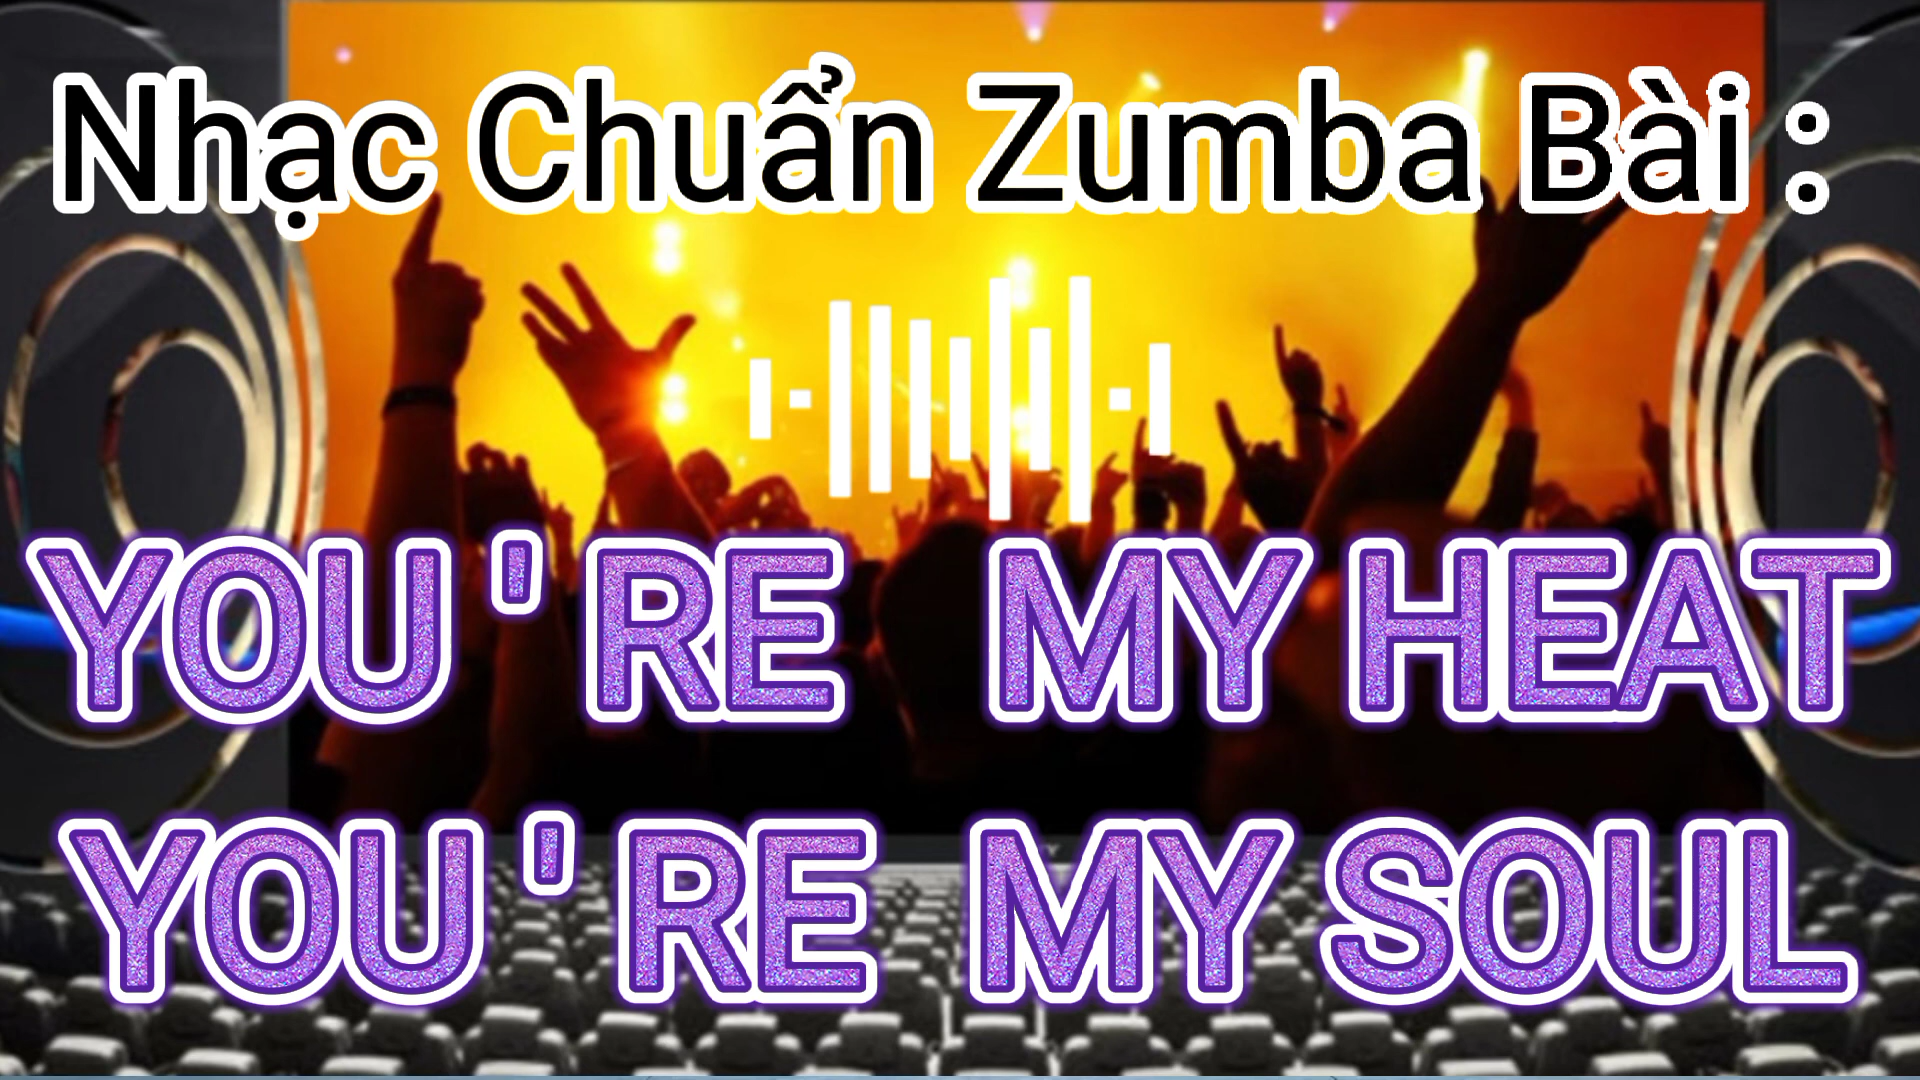 Nhạc Chuẩn Zumba Bài :
YOU ' RE MY HEAT
YOU ' RE MY SOUL